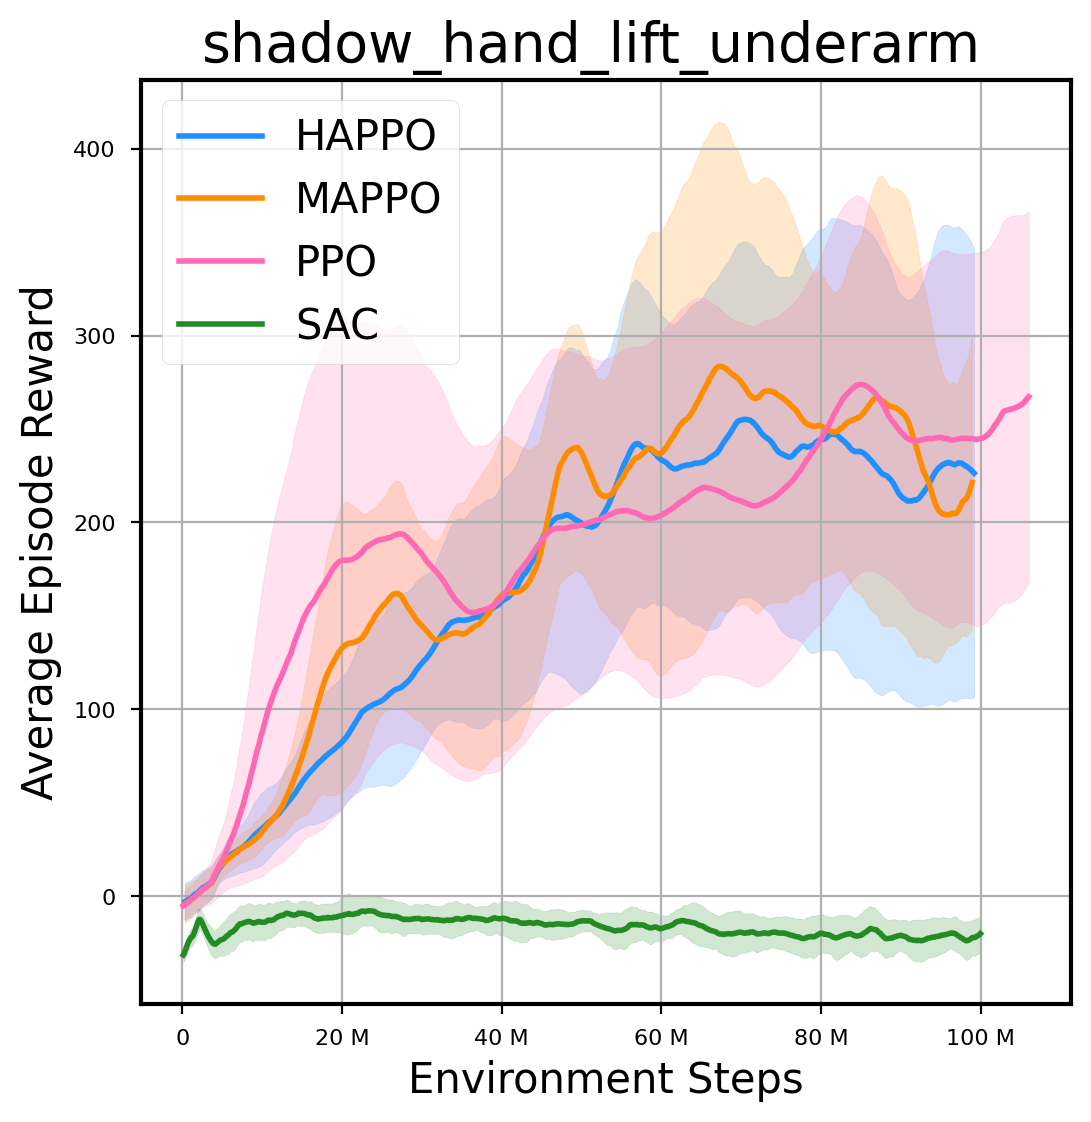 shadow_hand_lift_underarm
HAPPO
MAPPO
PPO
SAC
Average Episode Reward
400
300
200
100
0
0
20 M
40 M
60 M
80 M
100 M
Environment Steps